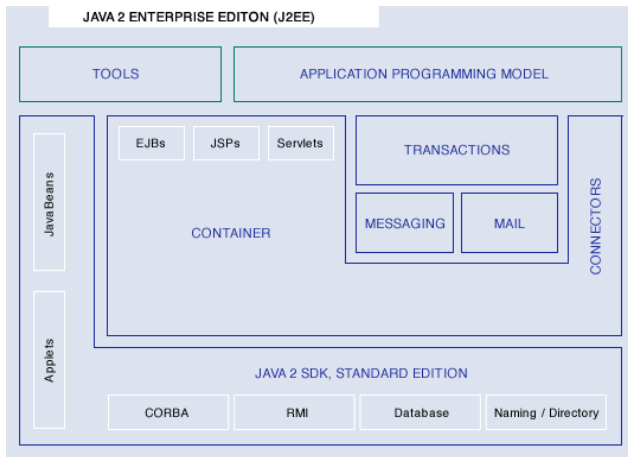 JAVA 2 ENTERPRISE EDITON (J2EE)
TOOLS
APPLICATION PROGRAMMING MODEL
EJBs
JSPs
Servlets
TRANSACTIONS
JavaBeans
CONTAINER
MESSAGING
MAIL
CONNECTORS
Applets
JAVA 2 SDK, STANDARD EDITION
CORBA
RMI
Database
Naming / Directory